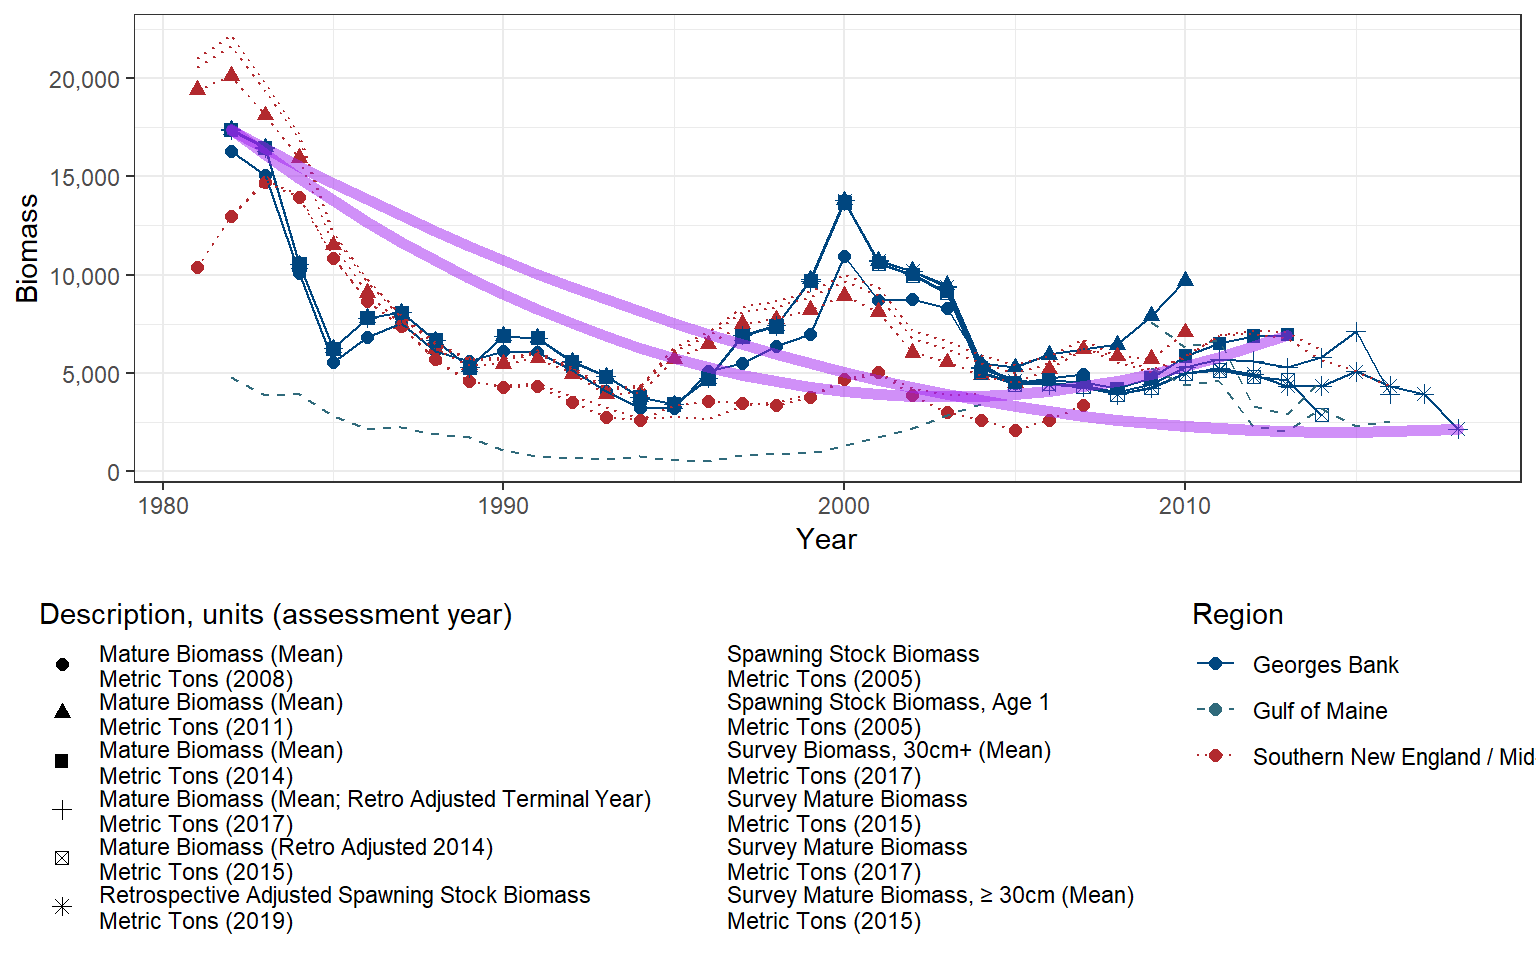 20,000
15,000
10,000
5,000
0
Biomass
1980
1990
2000
2010
Year
Description, units (assessment year)
Mature Biomass (Mean)
Metric Tons (2008)
Mature Biomass (Mean)
Metric Tons (2011)
Mature Biomass (Mean)
Metric Tons (2014)
Mature Biomass (Mean; Retro Adjusted Terminal Year)
Metric Tons (2017)
Mature Biomass (Retro Adjusted 2014)
Metric Tons (2015)
Retrospective Adjusted Spawning Stock Biomass
Metric Tons (2019)
Spawning Stock Biomass
Metric Tons (2005)
Spawning Stock Biomass, Age 1
Metric Tons (2005)
Survey Biomass, 30cm+ (Mean)
Metric Tons (2017)
Survey Mature Biomass
Metric Tons (2015)
Survey Mature Biomass
Metric Tons (2017)
Survey Mature Biomass, ≥ 30cm (Mean)
Metric Tons (2015)
Region
Georges Bank
Gulf of Maine
Southern New England / Mid